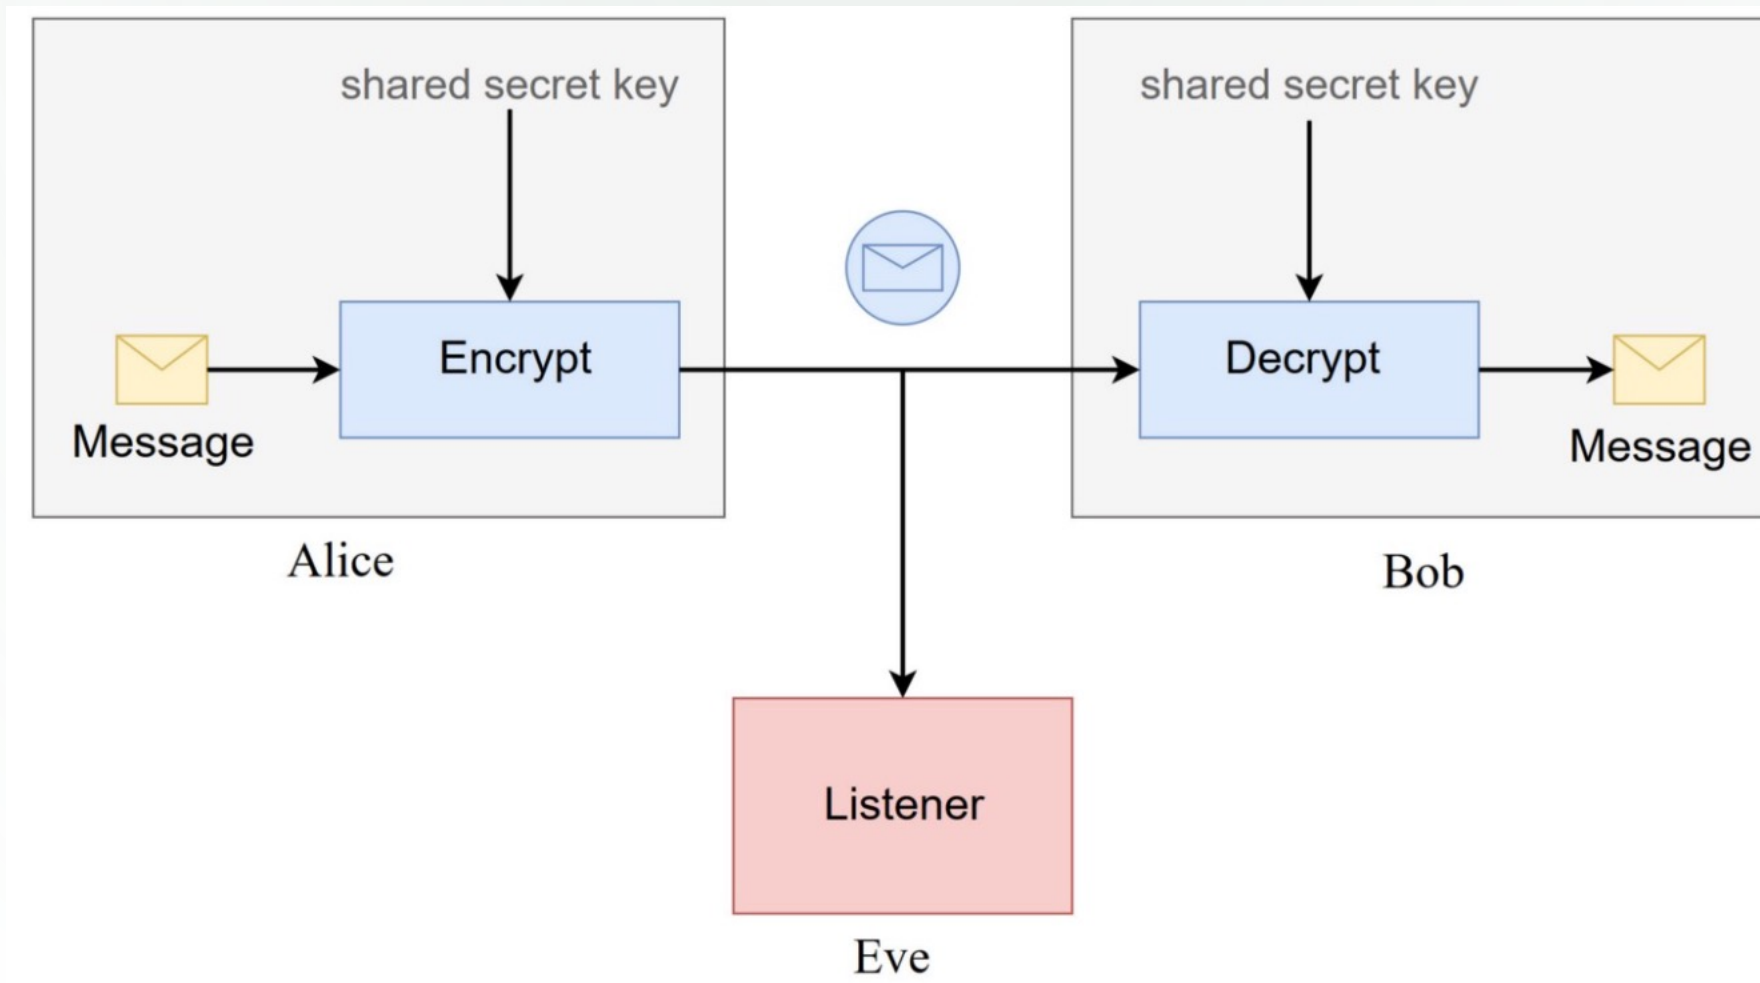 shared secret key
shared secret key
Encrypt
Decrypt
Message
Message
Alice
Bob
Listener
Eve